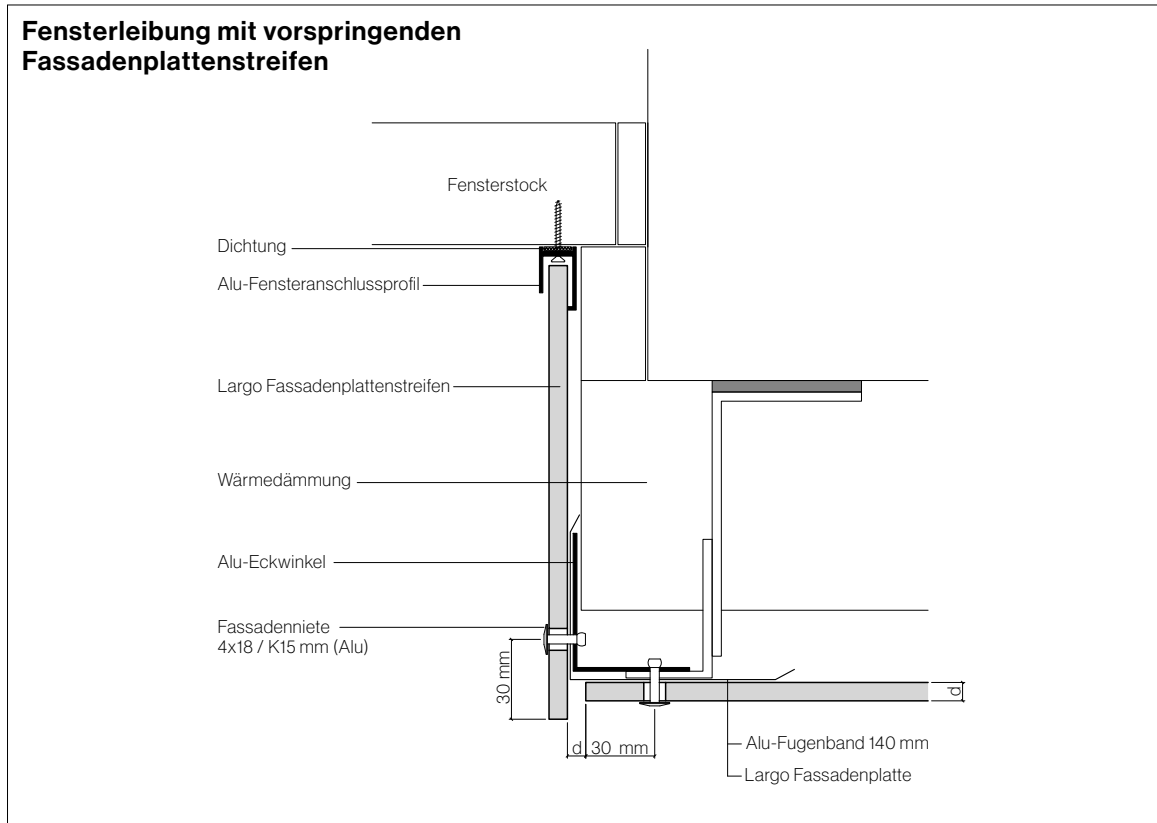 Fensterleibung mit vorspringenden
Fassadenplattenstreifen
Fensterstock
Dichtung
Alu-Fensteranschlussprofil
Largo Fassadenplattenstreifen
Wärmedämmung
Alu-Eckwinkel
Fassadenniete
4x18 / K15 mm (Alu)
30 mm
d
d
30 mm
Alu-Fugenband 140 mm
Largo Fassadenplatte